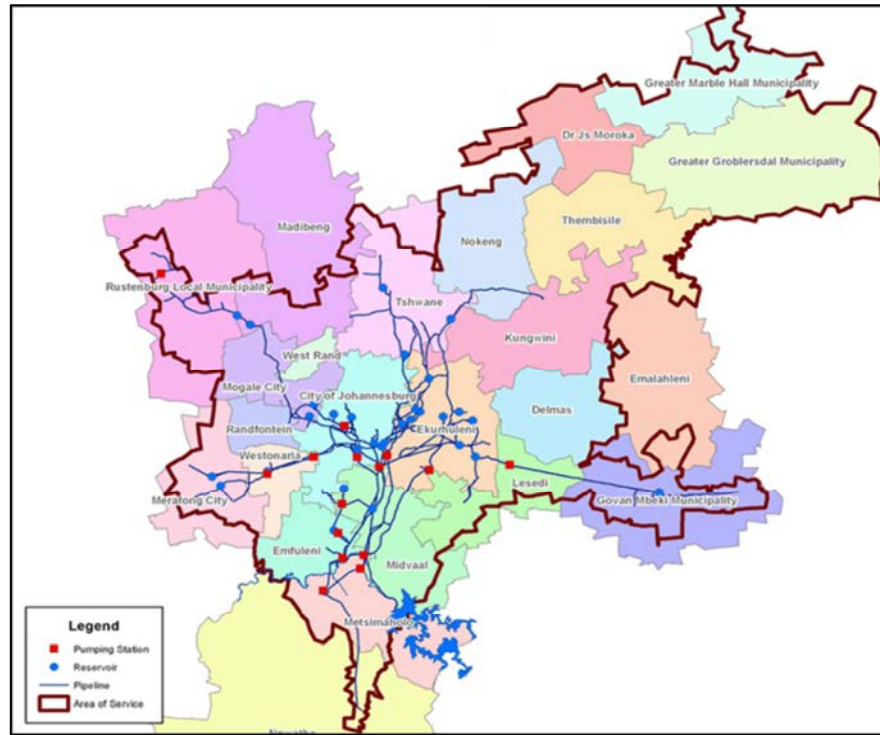 Greater Marble Hall Municipality
Dr Js Moroka
Greater Groblersdal Municipality
Madibeng
Nokeng
Thembisile
Rustenburg Local Municipality
Tshwane
Kungwini
West Rand
Emalahleni
Mogale City
City of Johannesburg
Delmas
Randfontein
Ekurhuleni
Westonaria
Lesedi
Merafong City
Govan Mbeki Municipality
Emfuleni
Midvaal
Metsimaholo
Legend
Pumping Station
Reservoir
Pipeline
Area of Service